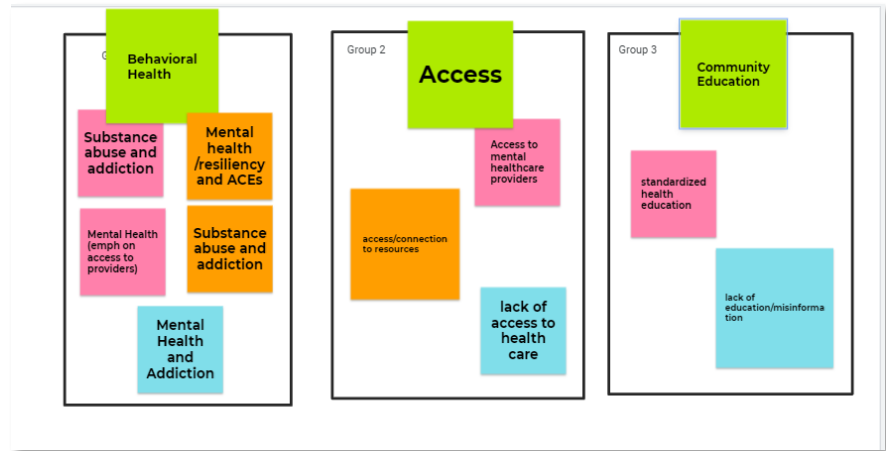 G
Behavioral
Health
Substance
abuse and
addiction
Mental
health
/resiliency
and ACEs
Mental Health
(emph on
access to
providers)
Substance
abuse and
addiction
Mental
Health
and
Addiction
Group 2
Access
Access to
mental
healthcare
providers
access/connection
to resources
lack of
access to
health
care
Group 3
Community
Education
standardized
health
education
lack of
education/misinforma
tion